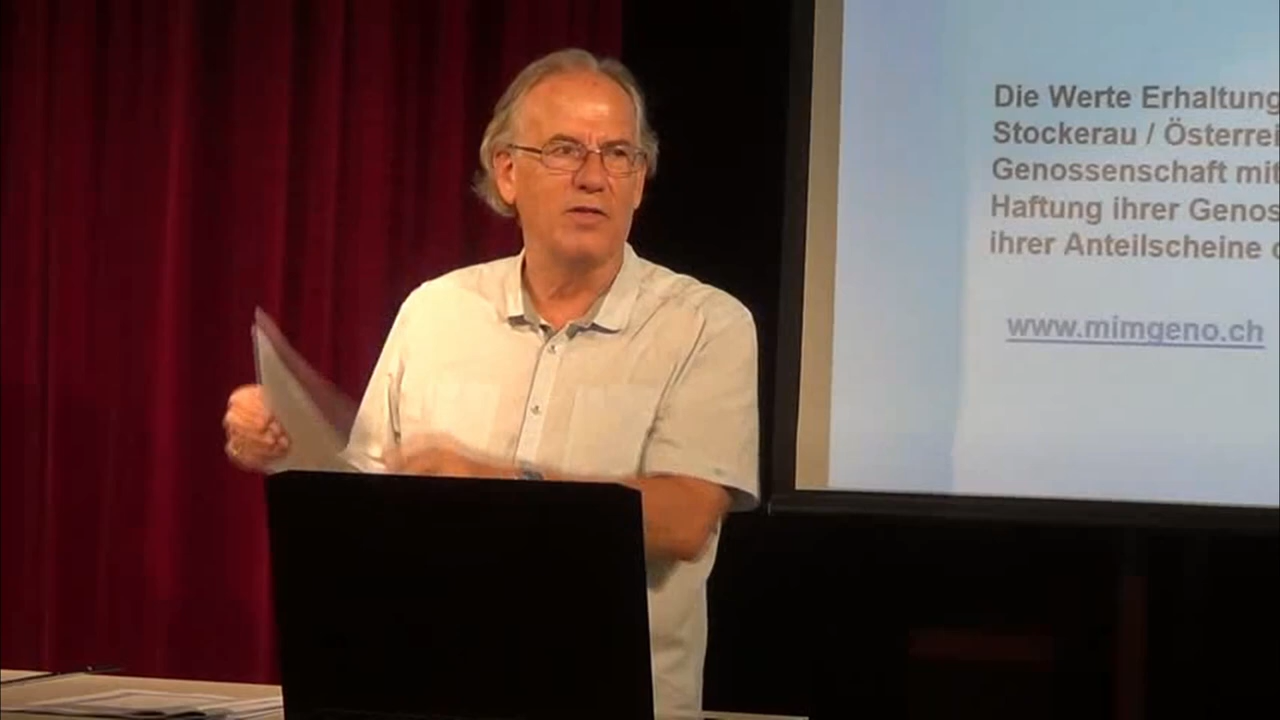 Die Werte Erhaltung
Stockerau / Österrei
Genossenschaft mit
Haftung ihrer Genos
ihrer Anteilscheine
www.mimgeno.ch